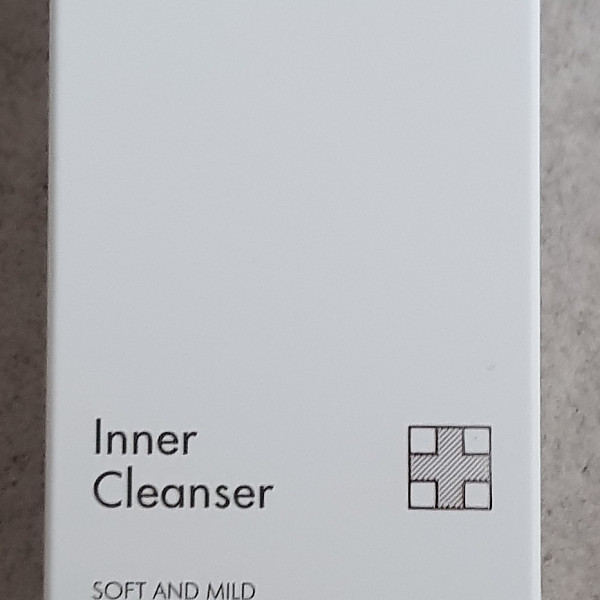 Inner
Cleanser
SOFT AND MILD